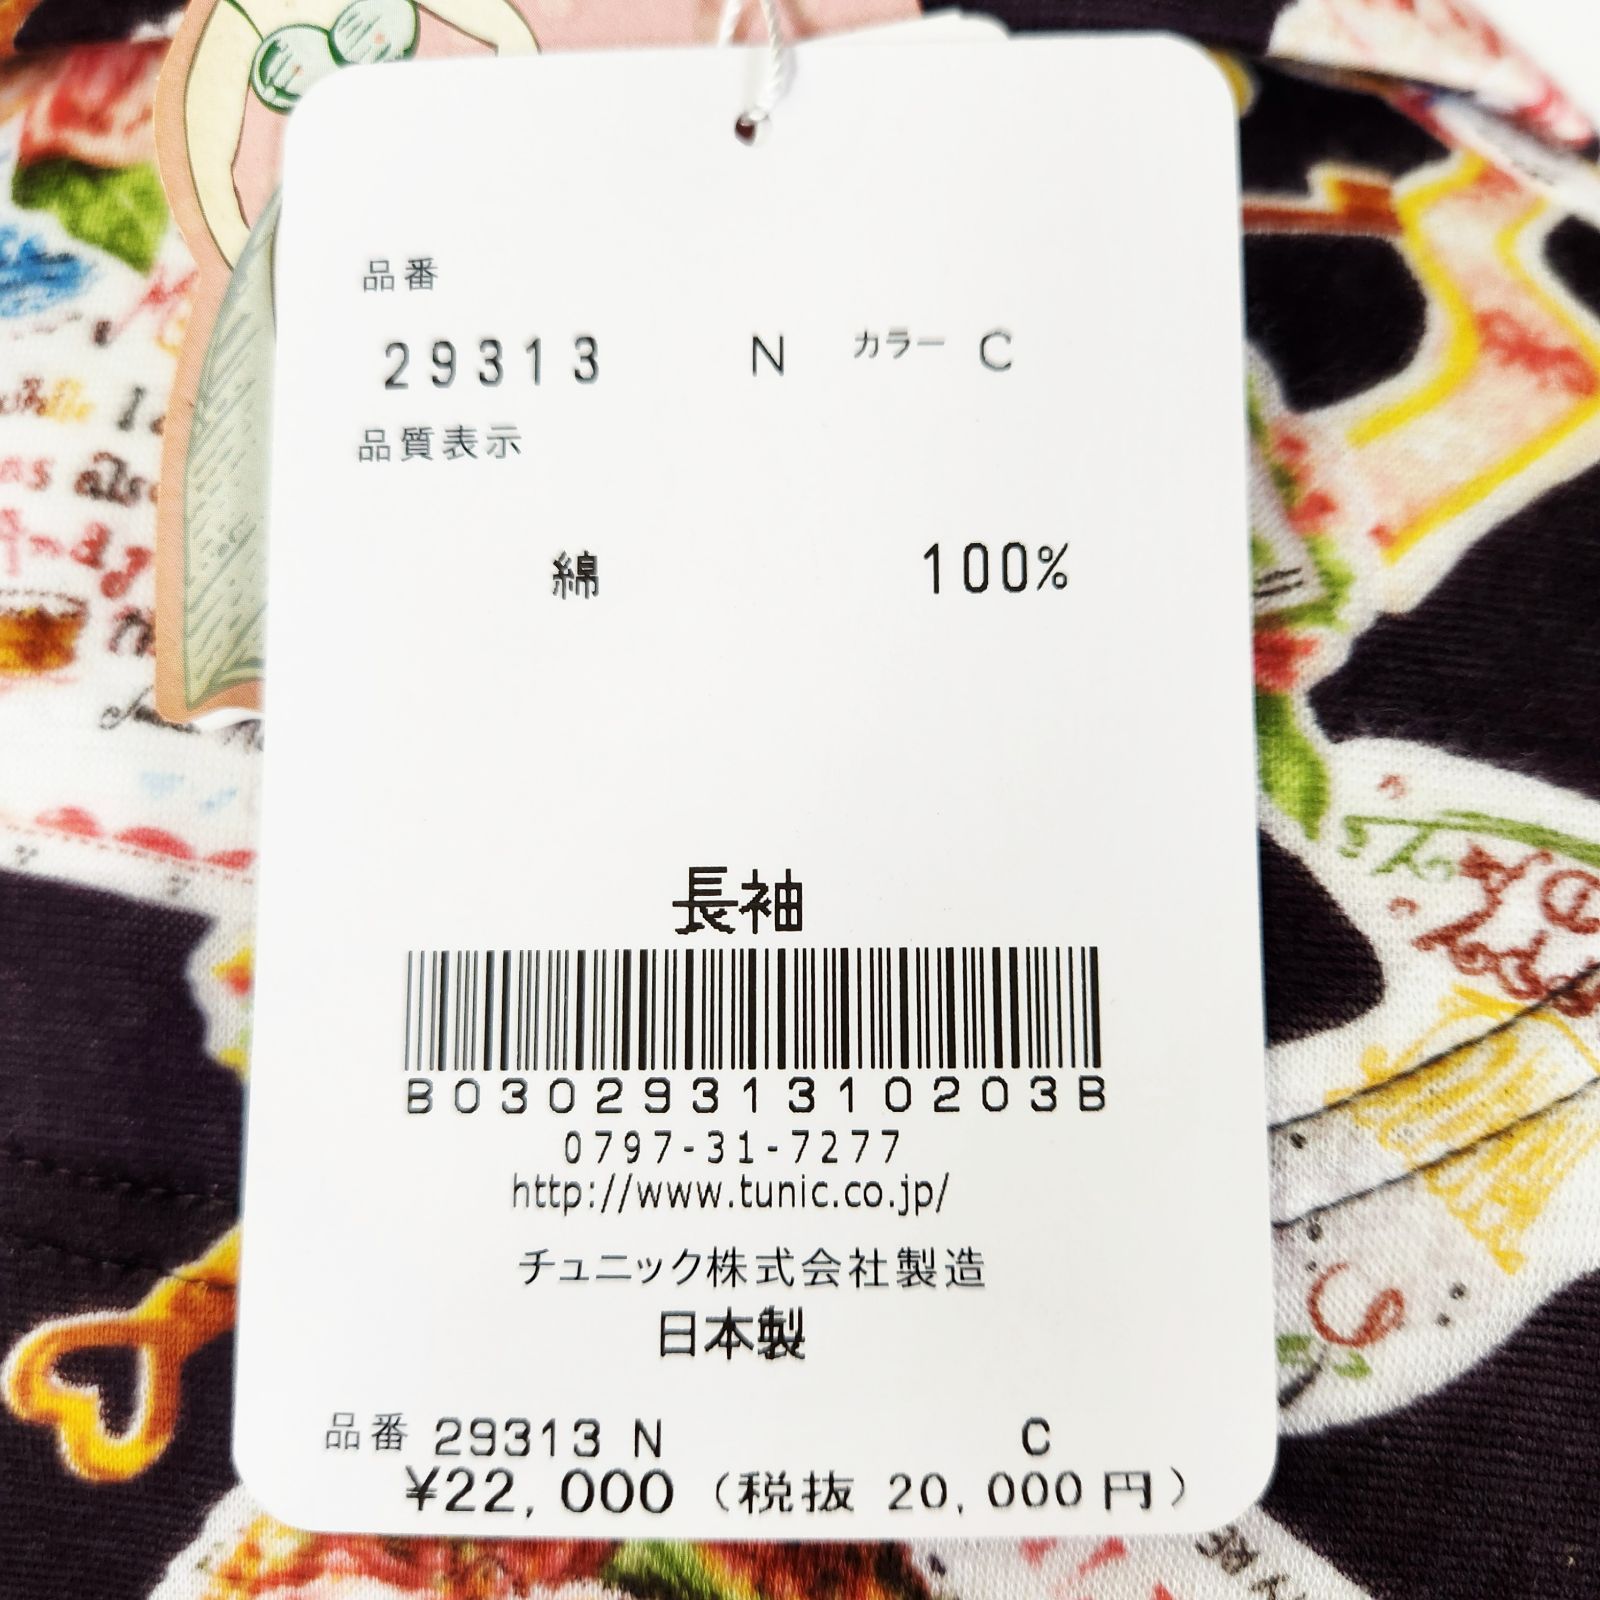 品番
29313 N カラー C
品質表示
綿 100%
長袖
B0302931310203B
0797-31-7277
http://www.tunic.co.jp/
チュニック株式会社製造
日本製
品番 29313 N C
¥22,000 (税抜 20,000円)